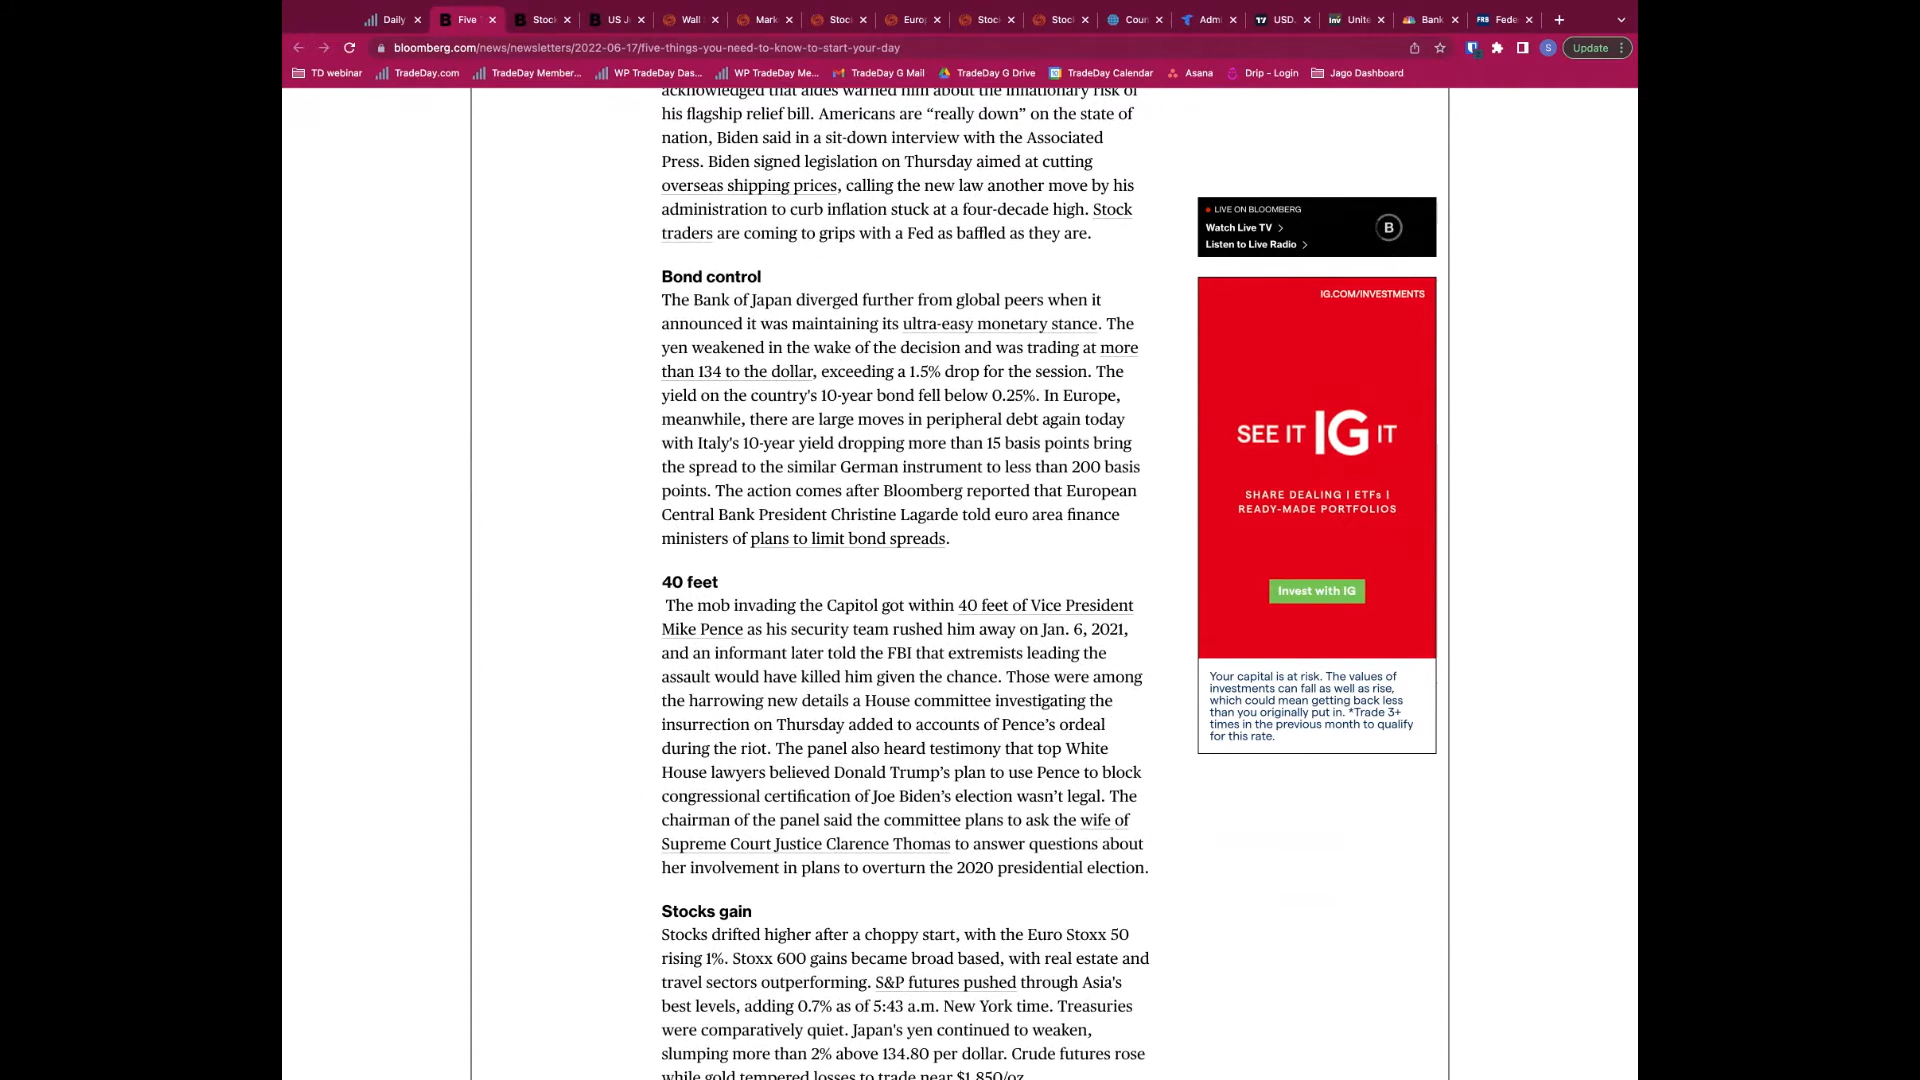 Daily
Five
Stock
US J
Wall
Mark
Stoc
Euro
Stoc
Stoc
Coun
Admi
USD.
Unite
Bank
Fede
bloomberg.com/news/newsletters/2022-06-17/five-things-you-need-to-know-to-start-your-day
S
Update
TD webinar
TradeDay.com
TradeDay Member...
WP TradeDay Das...
WP TradeDay Me...
TradeDay G Mail
TradeDay G Drive
TradeDay Calendar
Asana
Drip – Login
Jago Dashboard
acknowledged that aides warned him about the inflationary risk of
his flagship relief bill. Americans are “really down” on the state of
nation, Biden said in a sit-down interview with the Associated
Press. Biden signed legislation on Thursday aimed at cutting
overseas shipping prices, calling the new law another move by his
administration to curb inflation stuck at a four-decade high. Stock
traders are coming to grips with a Fed as baffled as they are.
Bond control
The Bank of Japan diverged further from global peers when it
announced it was maintaining its ultra-easy monetary stance. The
yen weakened in the wake of the decision and was trading at more
than 134 to the dollar, exceeding a 1.5% drop for the session. The
yield on the country's 10-year bond fell below 0.25%. In Europe,
meanwhile, there are large moves in peripheral debt again today
with Italy's 10-year yield dropping more than 15 basis points bring
the spread to the similar German instrument to less than 200 basis
points. The action comes after Bloomberg reported that European
Central Bank President Christine Lagarde told euro area finance
ministers of plans to limit bond spreads.
40 feet
The mob invading the Capitol got within 40 feet of Vice President
Mike Pence as his security team rushed him away on Jan. 6, 2021,
and an informant later told the FBI that extremists leading the
assault would have killed him given the chance. Those were among
the harrowing new details a House committee investigating the
insurrection on Thursday added to accounts of Pence’s ordeal
during the riot. The panel also heard testimony that top White
House lawyers believed Donald Trump’s plan to use Pence to block
congressional certification of Joe Biden’s election wasn’t legal. The
chairman of the panel said the committee plans to ask the wife of
Supreme Court Justice Clarence Thomas to answer questions about
her involvement in plans to overturn the 2020 presidential election.
Stocks gain
Stocks drifted higher after a choppy start, with the Euro Stoxx 50
rising 1%. Stoxx 600 gains became broad based, with real estate and
travel sectors outperforming. S&P futures pushed through Asia's
best levels, adding 0.7% as of 5:43 a.m. New York time. Treasuries
were comparatively quiet. Japan's yen continued to weaken,
slumping more than 2% above 134.80 per dollar. Crude futures rose
while gold tempered losses to trade near $1,850/oz.
LIVE ON BLOOMBERG
Watch Live TV
Listen to Live Radio
B
IG.COM/INVESTMENTS
SEE IT IG IT
SHARE DEALING | ETFs |
READY-MADE PORTFOLIOS
Invest with IG
Your capital is at risk. The values of
investments can fall as well as rise,
which could mean getting back less
than you originally put in. *Trade 3+
times in the previous month to qualify
for this rate.